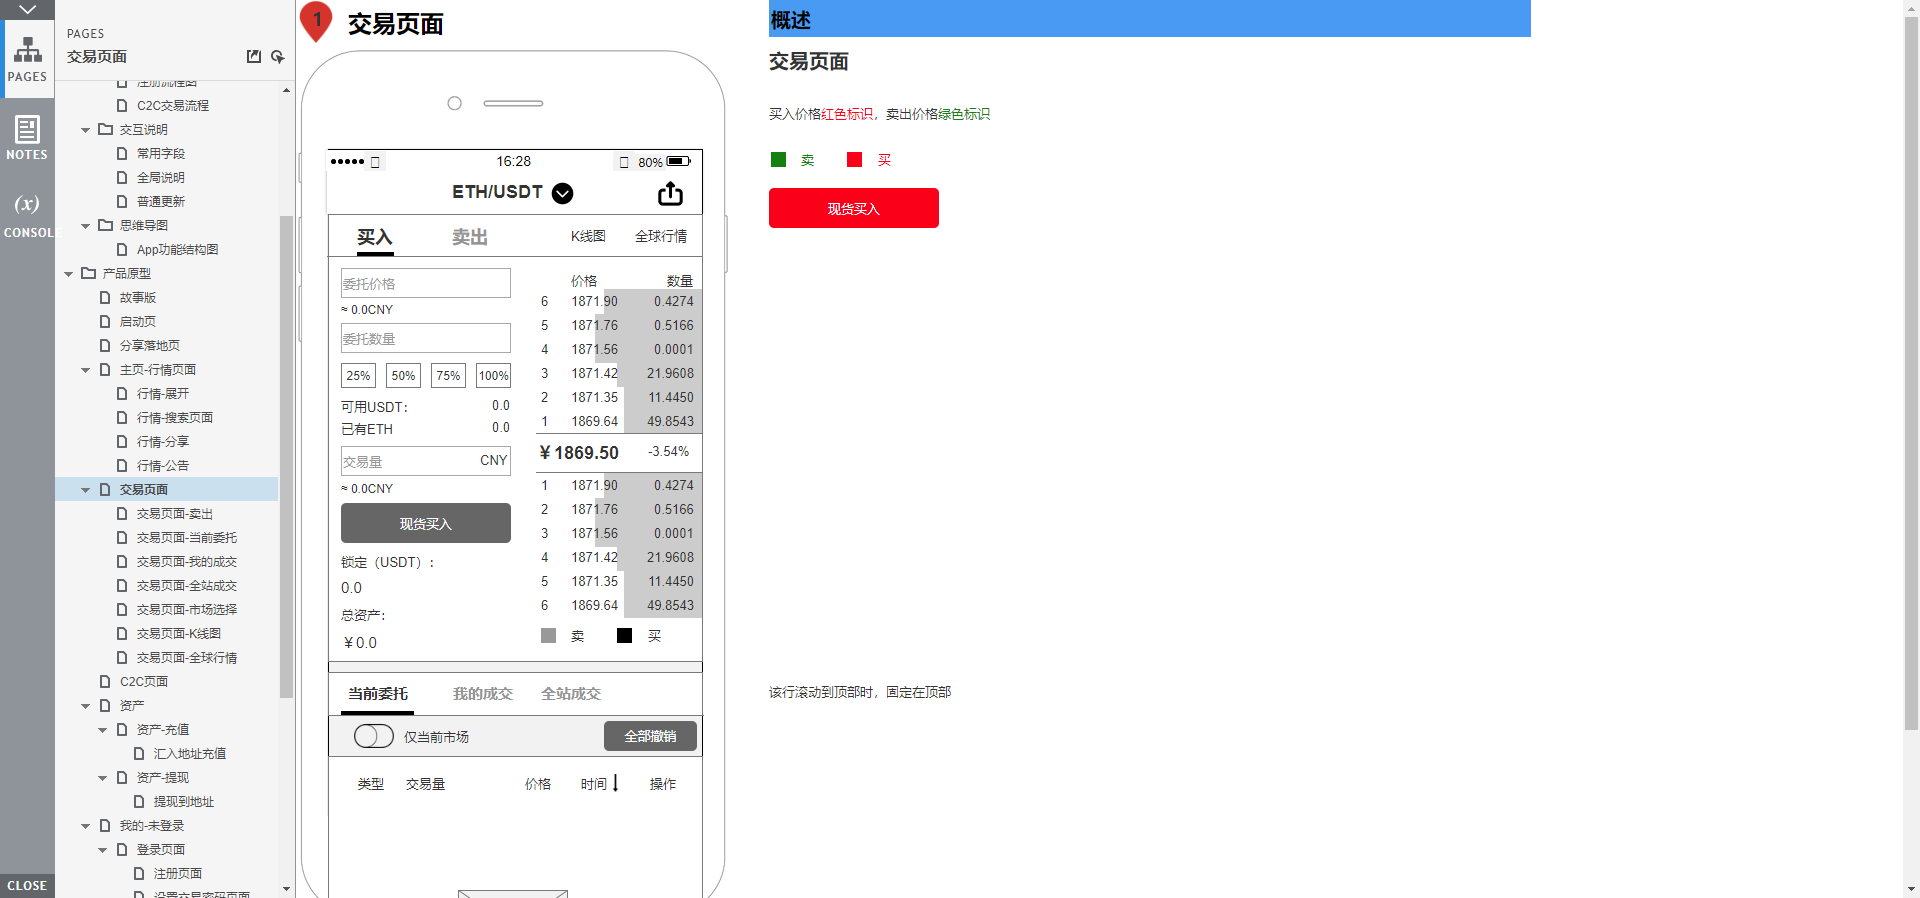 PAGES
交易页面
PAGES
NOTES
(x)
CONSOLE
CLOSE
注册流程图
C2C交易流程
交互说明
常用字段
全局说明
普通更新
思维导图
App功能结构图
产品原型
故事版
启动页
分享落地页
主页-行情页面
行情-展开
行情-搜索页面
行情-分享
行情-公告
交易页面
交易页面-卖出
交易页面-当前委托
交易页面-我的成交
交易页面-全站成交
交易页面-市场选择
交易页面-K线图
交易页面-全球行情
C2C页面
资产
资产-充值
汇入地址充值
资产-提现
提现到地址
我的-未登录
登录页面
注册页面
设置交易密码页面
1 交易页面
16:28 80%
ETH/USDT
买入 卖出 K线图 全球行情
委托价格
≈ 0.0CNY
委托数量
25% 50% 75% 100%
可用USDT: 0.0
已有ETH 0.0
交易量 CNY
≈ 0.0CNY
现货买入
锁定（USDT）:
0.0
总资产:
￥0.0
价格 数量
6 1871.90 0.4274
5 1871.76 0.5166
4 1871.56 0.0001
3 1871.42 21.9608
2 1871.35 11.4450
1 1869.64 49.8543
￥1869.50 -3.54%
1 1871.90 0.4274
2 1871.76 0.5166
3 1871.56 0.0001
4 1871.42 21.9608
5 1871.35 11.4450
6 1869.64 49.8543
卖 买
当前委托 我的成交 全站成交
仅当前市场 全部撤销
类型 交易量 价格 时间 操作
概述
交易页面
买入价格红色标识，卖出价格绿色标识
卖 买
现货买入
该行滚动到顶部时，固定在顶部